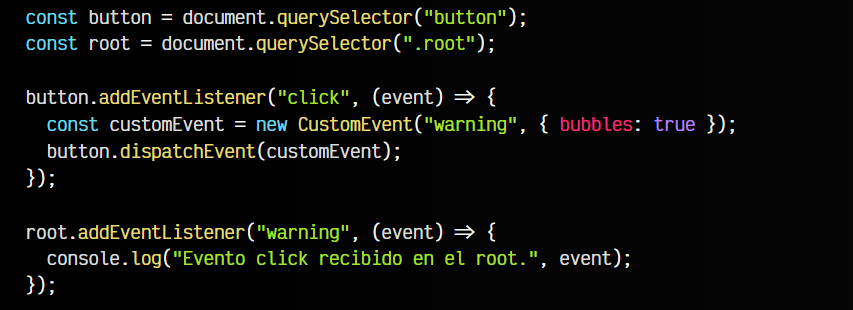 const button = document.querySelector("button");
const root = document.querySelector(".root");

button.addEventListener("click", (event) => {
  const customEvent = new CustomEvent("warning", { bubbles: true });
  button.dispatchEvent(customEvent);
});

root.addEventListener("warning", (event) => {
  console.log("Evento click recibido en el root.", event);
});